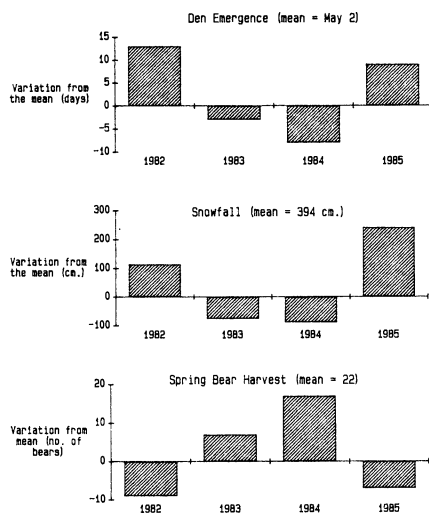 Den Emergence (mean = May 2)
15
10
5
0
-5
-10
Variation from
the mean (days)
1982 1983 1984 1985
Snowfall (mean = 394 cm.)
300
200
100
0
-100
Variation from
the mean (cm.)
1982 1983 1984 1985
Spring Bear Harvest (mean = 22)
20
10
0
-10
Variation from
mean (no. of
bears)
1982 1983 1984 1985